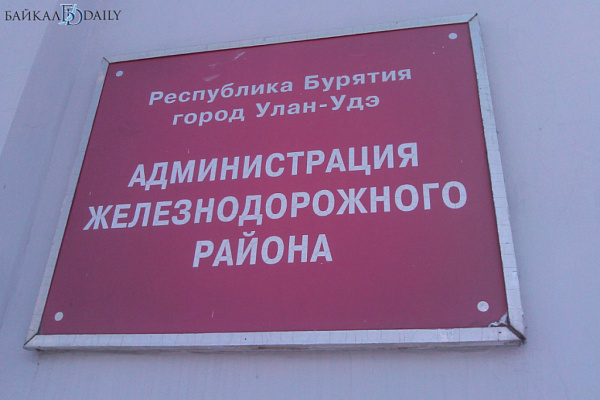 БАЙКАЛ DAILY
Республика Бурятия
город Улан-Удэ
АДМИНИСТРАЦИЯ
ЖЕЛЕЗНОДОРОЖНОГО
РАЙОНА